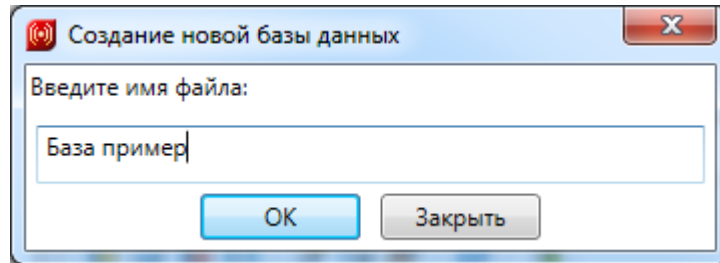 Создание новой базы данных
Введите имя файла:
База пример
OK
Закрыть